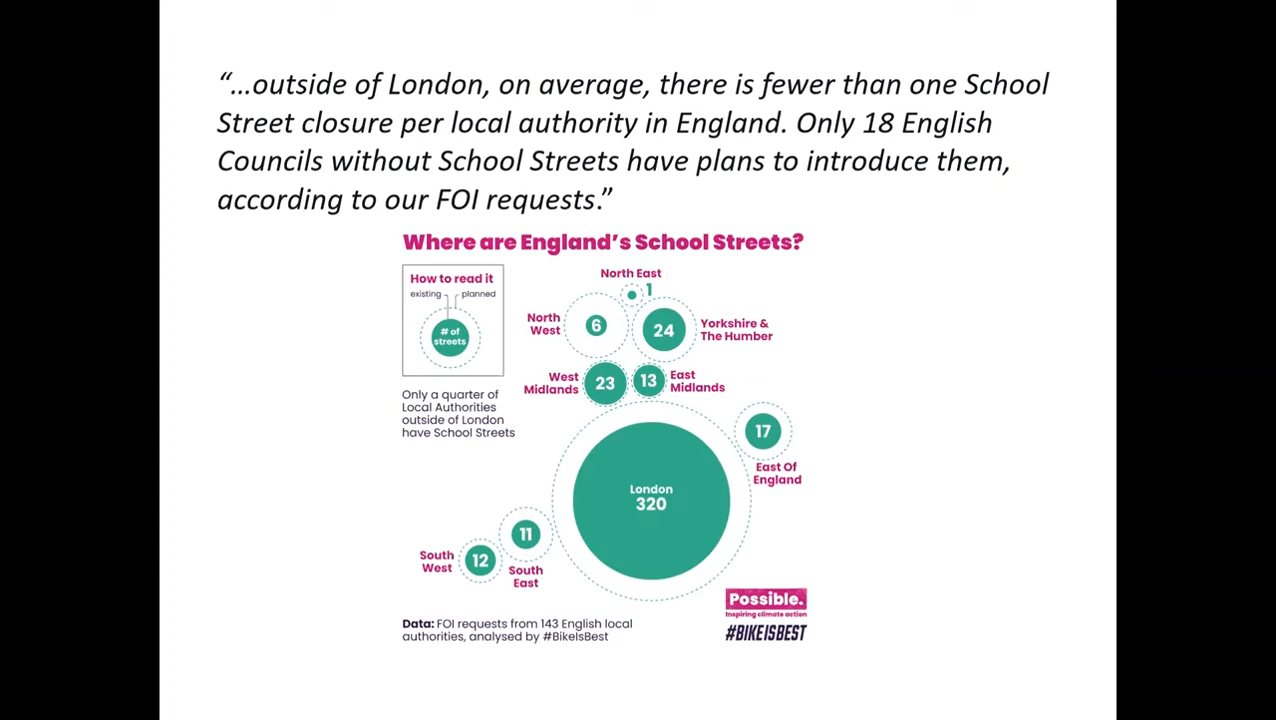 “…outside of London, on average, there is fewer than one School
Street closure per local authority in England. Only 18 English
Councils without School Streets have plans to introduce them,
according to our FOI requests.”
Where are England’s School Streets?
How to read it
existing
planned
# of
streets
Only a quarter of
Local Authorities
outside of London
have School Streets
North East
1
North
West
6
24
Yorkshire &
The Humber
West
Midlands
23
13
East
Midlands
17
East Of
England
London
320
11
South
East
South
West
12
Data: FOI requests from 143 English local
authorities, analysed by #BikeIsBest
Possible.
Inspiring climate action
#BIKEISBEST